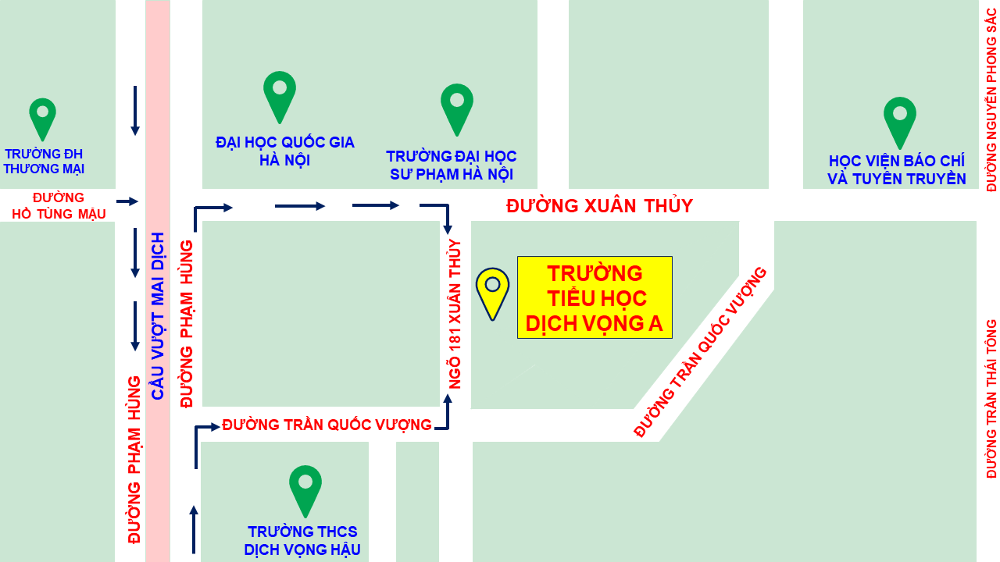 TRƯỜNG ĐH
THƯƠNG MẠI
ĐẠI HỌC QUỐC GIA
HÀ NỘI
TRƯỜNG ĐẠI HỌC
SƯ PHẠM HÀ NỘI
HỌC VIỆN BÁO CHÍ
VÀ TUYÊN TRUYỀN
ĐƯỜNG NGUYỄN PHONG SẮC
ĐƯỜNG
HỒ TÙNG MẬU
ĐƯỜNG XUÂN THỦY
CẦU VƯỢT MAI DỊCH
ĐƯỜNG PHẠM HÙNG
NGÕ 181 XUÂN THỦY
TRƯỜNG
TIỂU HỌC
DỊCH VỌNG A
ĐƯỜNG TRẦN QUỐC VƯỢNG
ĐƯỜNG TRẦN THÁI TÔNG
ĐƯỜNG PHẠM HÙNG
ĐƯỜNG TRẦN QUỐC VƯỢNG
TRƯỜNG THCS
DỊCH VỌNG HẬU